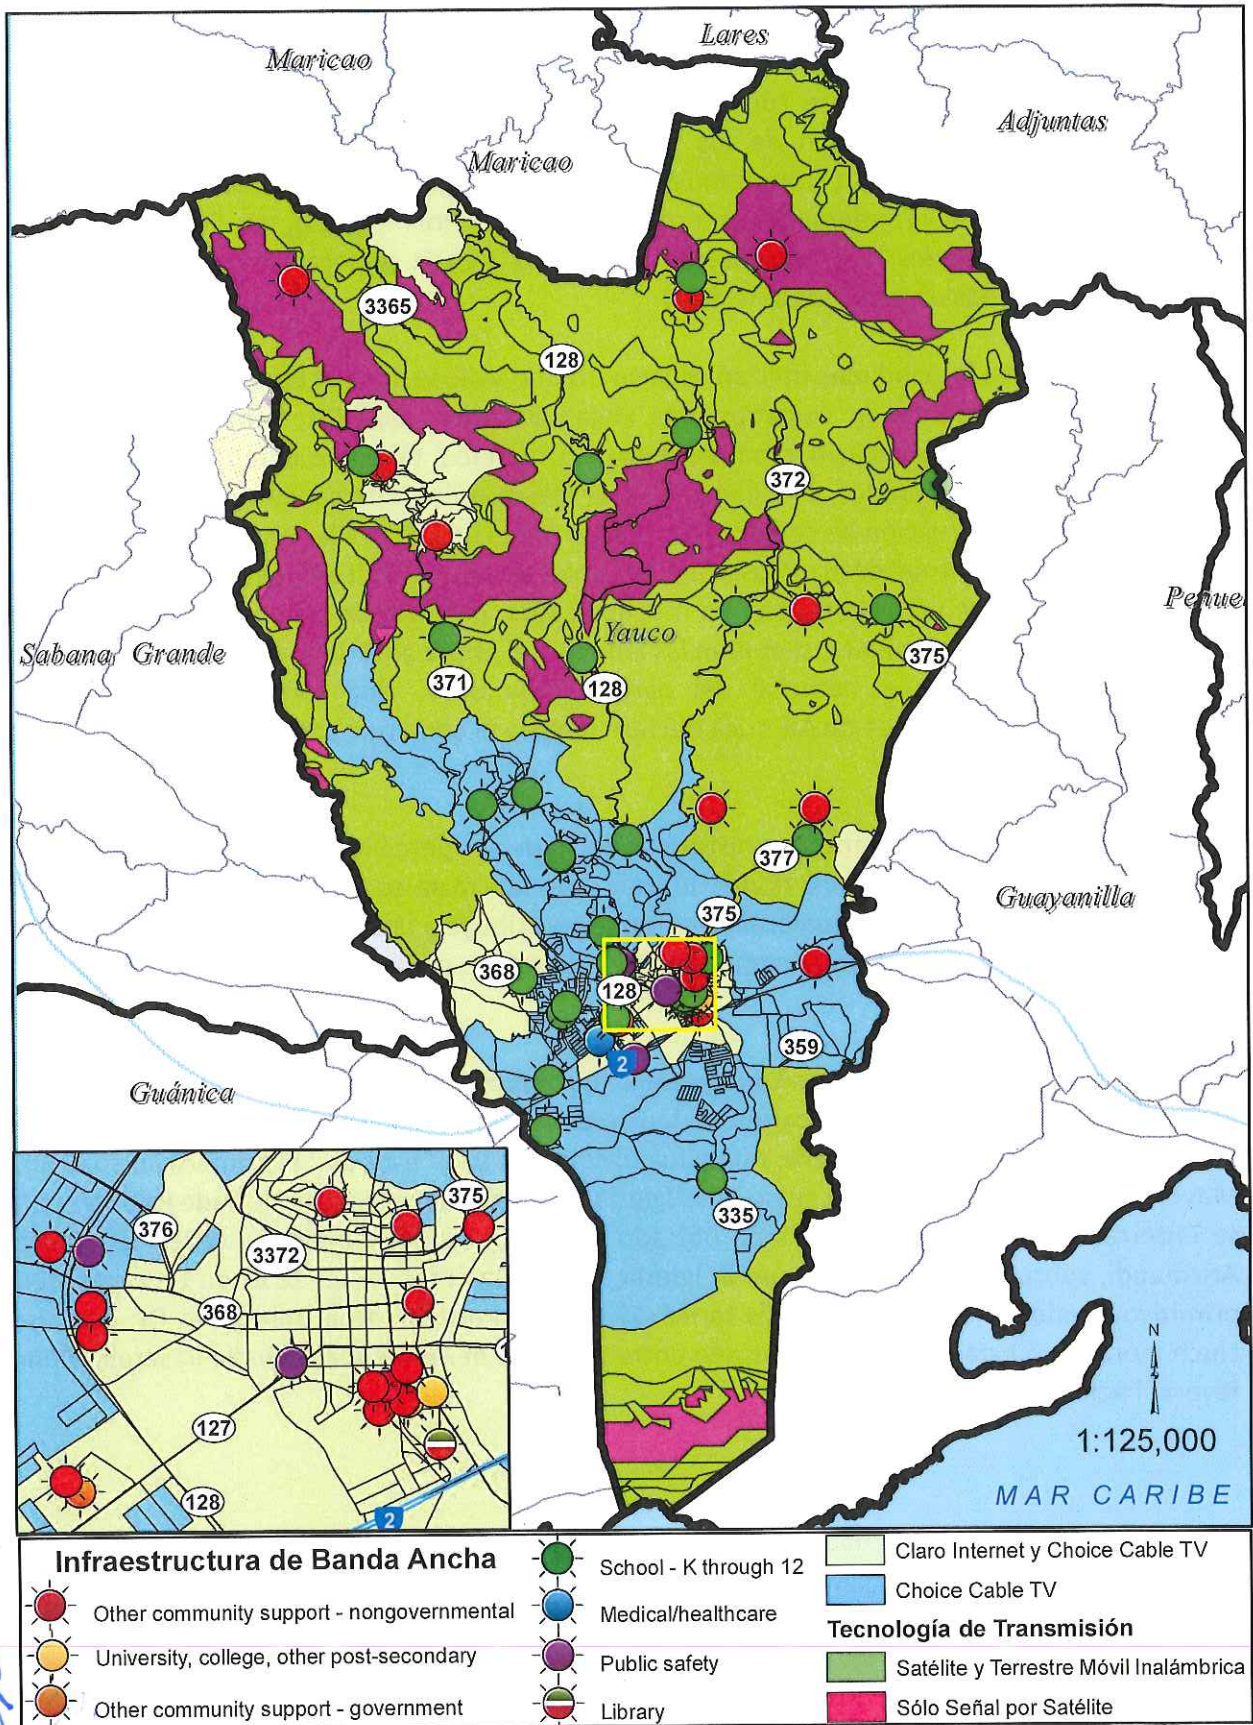 Lares
Maricao
Adjuntas
Maricao
3365
128
372
Yauco
Sabana Grande
375
371
128
377
Guayanilla
375
368
128
359
2
Guánica
335
375
376
3372
368
127
128
2
N
1:125,000
MAR CARIBE
Infraestructura de Banda Ancha
Other community support - nongovernmental
University, college, other post-secondary
Other community support - government
School - K through 12
Medical/healthcare
Public safety
Library
Claro Internet y Choice Cable TV
Choice Cable TV
Tecnología de Transmisión
Satélite y Terrestre Móvil Inalámbrica
Sólo Señal por Satélite